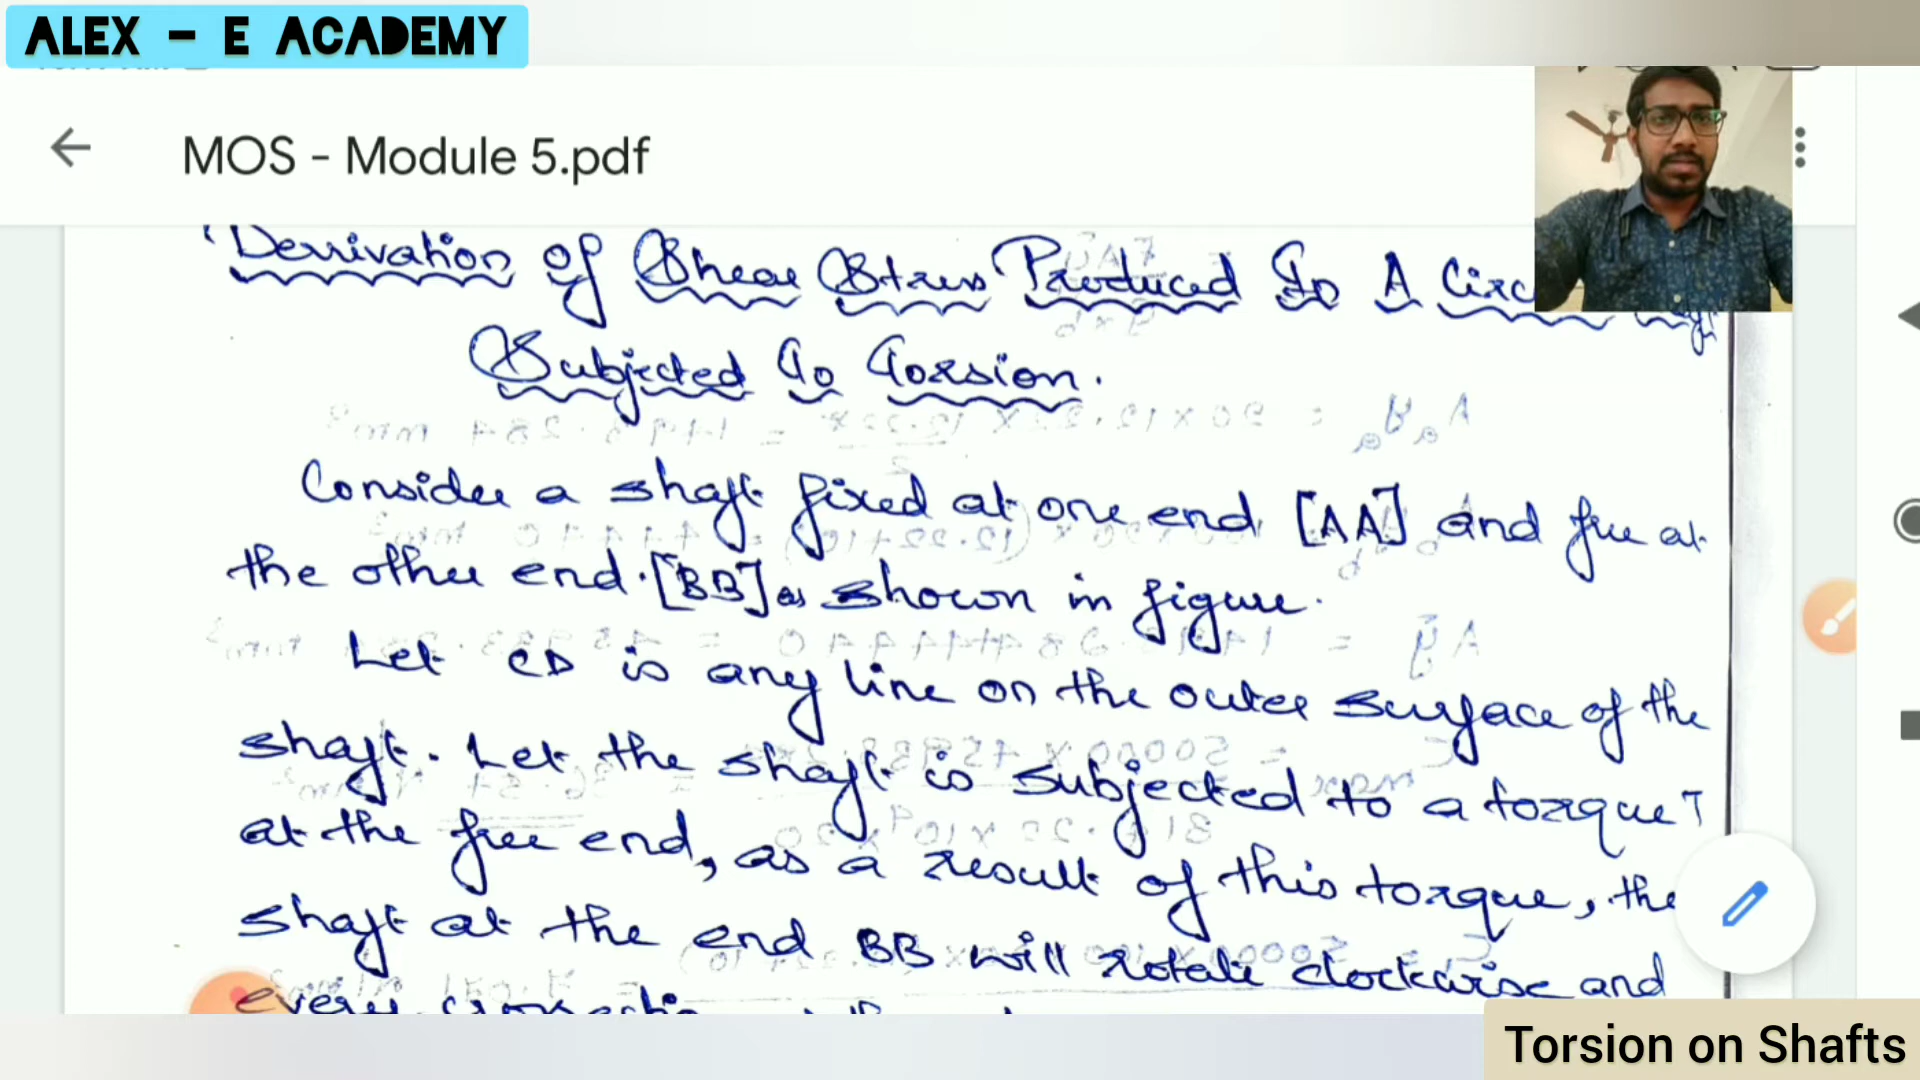 ALEX - E ACADEMY
MOS - Module 5.pdf
Derivation of Shear Stress Produced In A Circ
Subjected To Torsion.
Consider a shaft fixed at one end [AA] and free at
the other end. [BB] as shown in figure.
Let CD is any line on the outer surface of the
shaft. Let the shaft is subjected to a torque T
at the free end, as a result of this torque, the
shaft at the end BB will rotate clockwise and
every
Torsion on Shafts